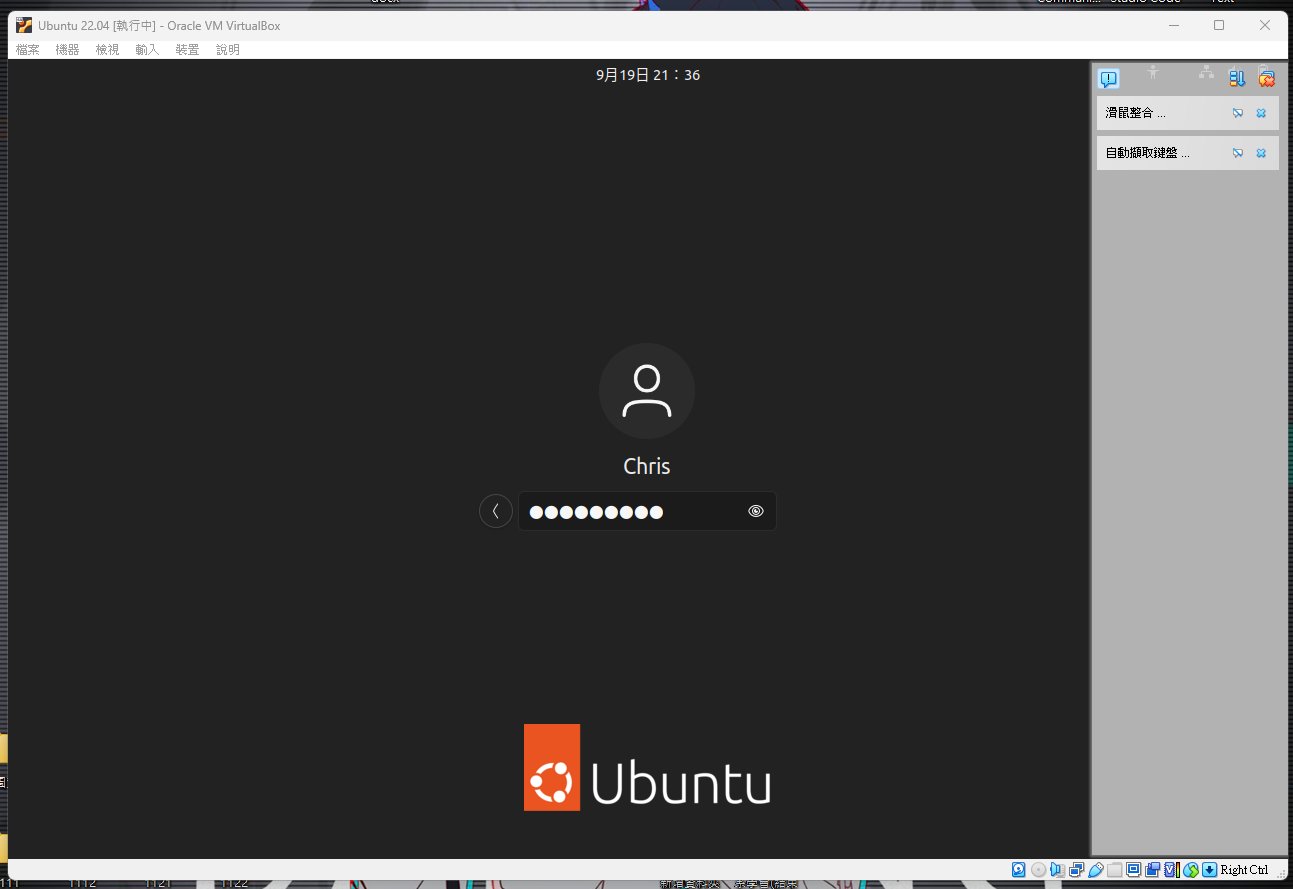 Ubuntu 22.04 [執行中] - Oracle VM VirtualBox
檔案 機器 檢視 輸入 裝置 說明
9月19日 21：36
滑鼠整合 ...
自動擷取鍵盤 ...
Chris
Ubuntu
Right Ctrl